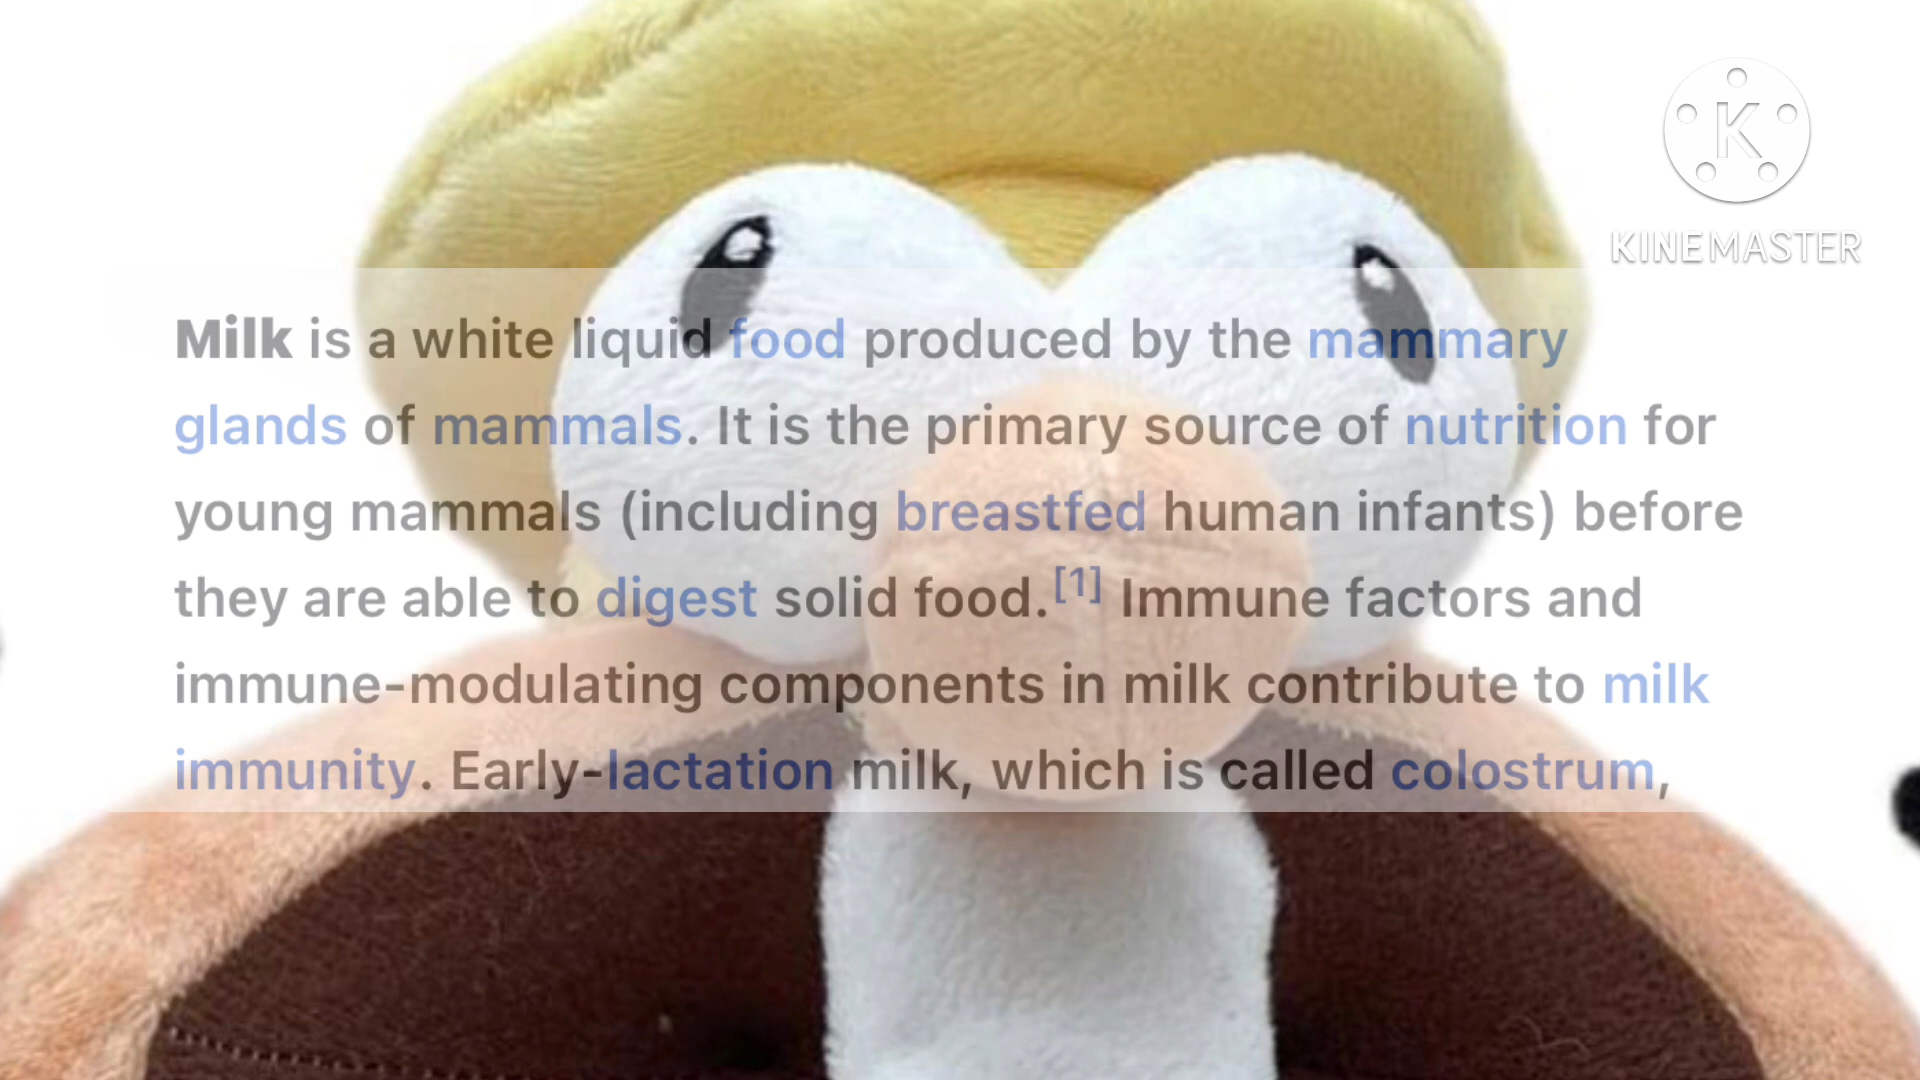 K
KINEMASTER
Milk is a white liquid food produced by the mammary
glands of mammals. It is the primary source of nutrition for
young mammals (including breastfed human infants) before
they are able to digest solid food.[1] Immune factors and
immune-modulating components in milk contribute to milk
immunity. Early-lactation milk, which is called colostrum,